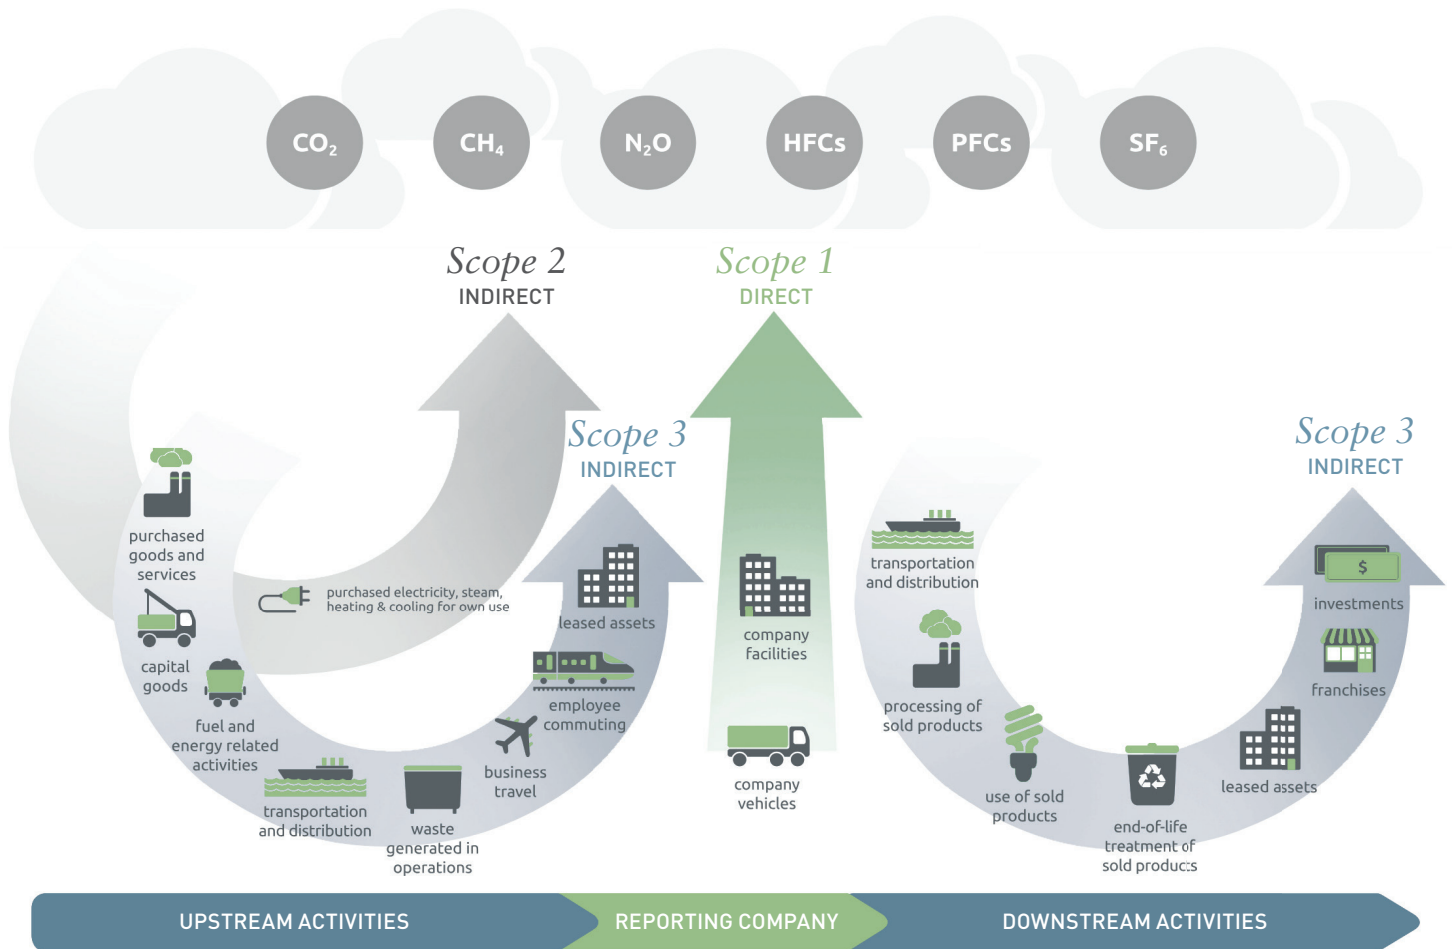 CO₂
CH₄
N₂O
HFCs
PFCs
SF₆
Scope 2
INDIRECT
Scope 1
DIRECT
Scope 3
INDIRECT
Scope 3
INDIRECT
purchased
goods and
services
capital
goods
fuel and
energy related
activities
transportation
and distribution
waste
generated in
operations
business
travel
employee
commuting
leased assets
purchased electricity, steam,
heating & cooling for own use
company
facilities
company
vehicles
transportation
and distribution
processing of
sold products
use of sold
products
end-of-life
treatment of
sold products
leased assets
franchises
$
investments
UPSTREAM ACTIVITIES
REPORTING COMPANY
DOWNSTREAM ACTIVITIES